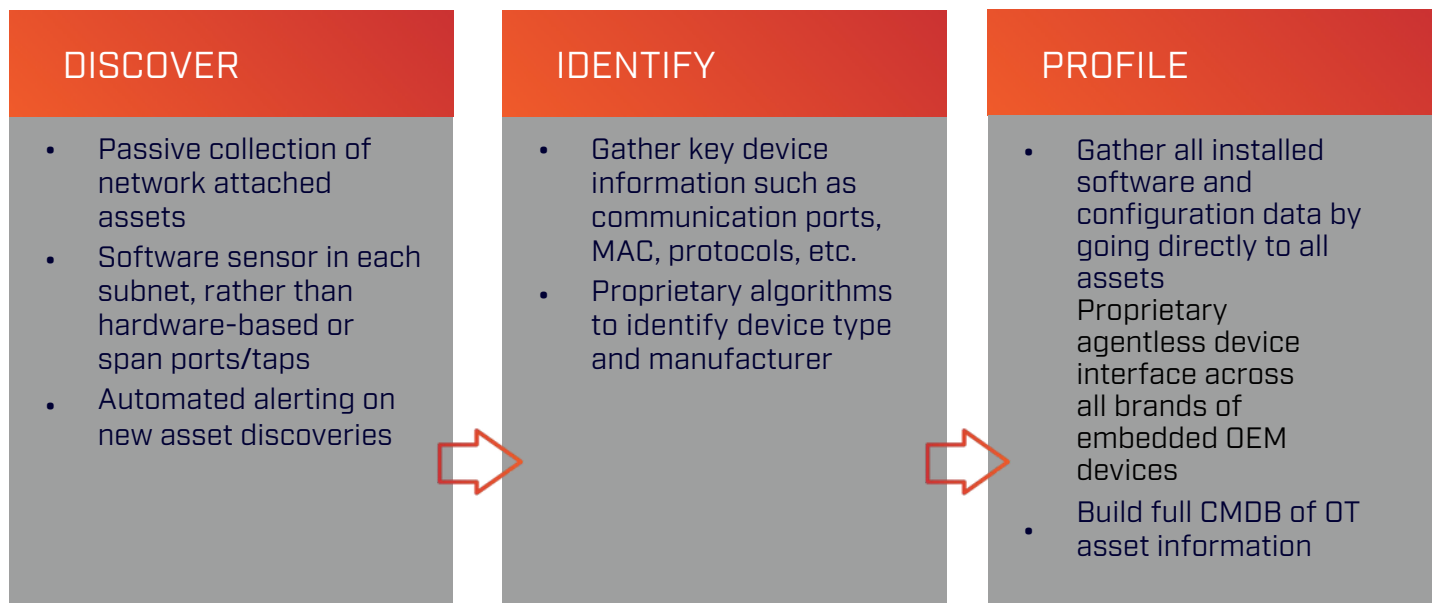 DISCOVER
• Passive collection of
network attached
assets
• Software sensor in each
subnet, rather than
hardware-based or
span ports/taps
• Automated alerting on
new asset discoveries
IDENTIFY
• Gather key device
information such as
communication ports,
MAC, protocols, etc.
• Proprietary algorithms
to identify device type
and manufacturer
PROFILE
• Gather all installed
software and
configuration data by
going directly to all
assets
Proprietary
agentless device
interface across
all brands of
embedded OEM
devices
• Build full CMDB of OT
asset information